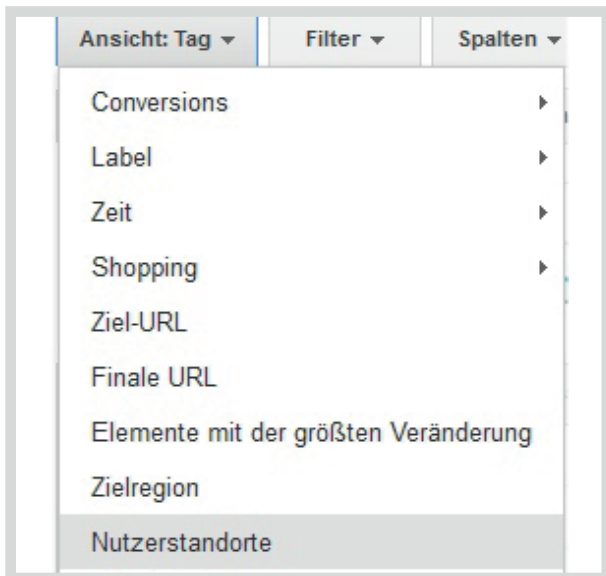 Ansicht: Tag Filter Spalten
Conversions
Label
Zeit
Shopping
Ziel-URL
Finale URL
Elemente mit der größten Veränderung
Zielregion
Nutzerstandorte